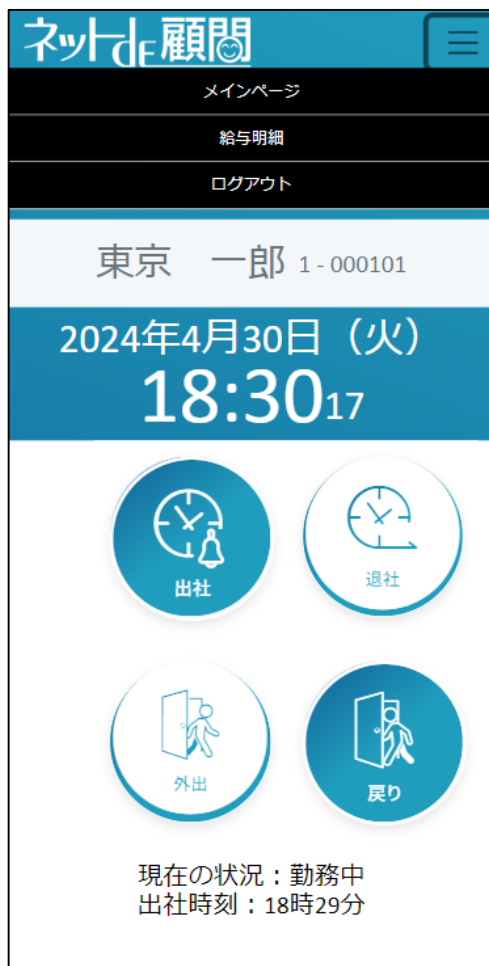 ネットdE顧問
メインページ
給与明細
ログアウト
東京　一郎 1 - 000101
2024年4月30日（火）
18:30 17
出社
退社
外出
戻り
現在の状況：勤務中
出社時刻：18時29分